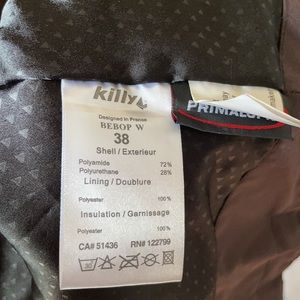 killy
Designed in France
BEBOP W
38
Shell / Exterieur
Polyamide 72%
Polyurethane 28%
Lining / Doublure
Polyester 100%
Insulation / Garnissage
Polyester 100%
CA# 51436 RN# 122799
PRIMALOFT